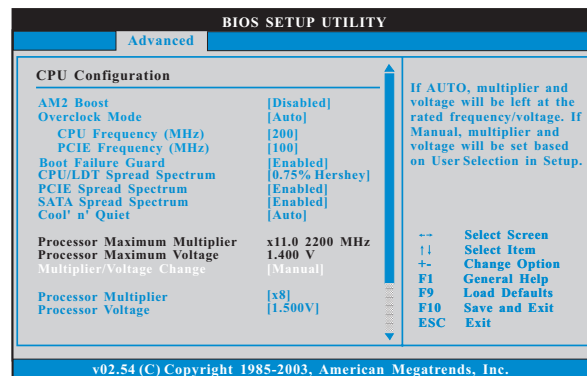 BIOS SETUP UTILITY
Advanced
CPU Configuration
AM2 Boost [Disabled]
Overclock Mode [Auto]
CPU Frequency (MHz) [200]
PCIE Frequency (MHz) [100]
Boot Failure Guard [Enabled]
CPU/LDT Spread Spectrum [0.75% Hershey]
PCIE Spread Spectrum [Enabled]
SATA Spread Spectrum [Enabled]
Cool' n' Quiet [Auto]
Processor Maximum Multiplier x11.0 2200 MHz
Processor Maximum Voltage 1.400 V
Multiplier/Voltage Change [Manual]
Processor Multiplier [x8]
Processor Voltage [1.500V]
If AUTO, multiplier and
voltage will be left at the
rated frequency/voltage. If
Manual, multiplier and
voltage will be set based
on User Selection in Setup.
←→ Select Screen
↑↓ Select Item
+- Change Option
F1 General Help
F9 Load Defaults
F10 Save and Exit
ESC Exit
v02.54 (C) Copyright 1985-2003, American Megatrends, Inc.